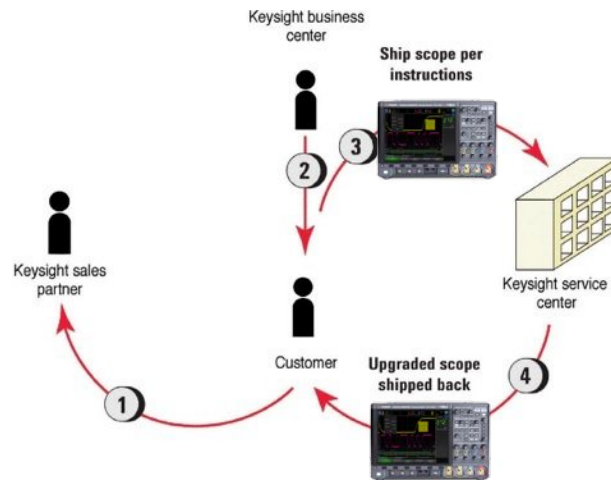 Keysight business
center
Ship scope per
instructions
3
2
Keysight sales
partner
Keysight service
center
Customer
Upgraded scope
shipped back
4
1